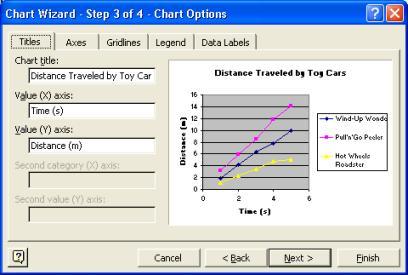 Chart Wizard - Step 3 of 4 - Chart Options
Titles
Axes
Gridlines
Legend
Data Labels
Chart title:
Distance Traveled by Toy Car
Value (X) axis:
Time (s)
Value (Y) axis:
Distance (m)
Second category (X) axis:
Second value (Y) axis:
Distance Traveled by Toy Cars
Distance (m)
16
14
12
10
8
6
4
2
0
0 2 4 6
Time (s)
Wind-Up Wonde
Pull'n'Go Peeler
Hot Wheels
Roadster
Cancel
< Back
Next >
Finish